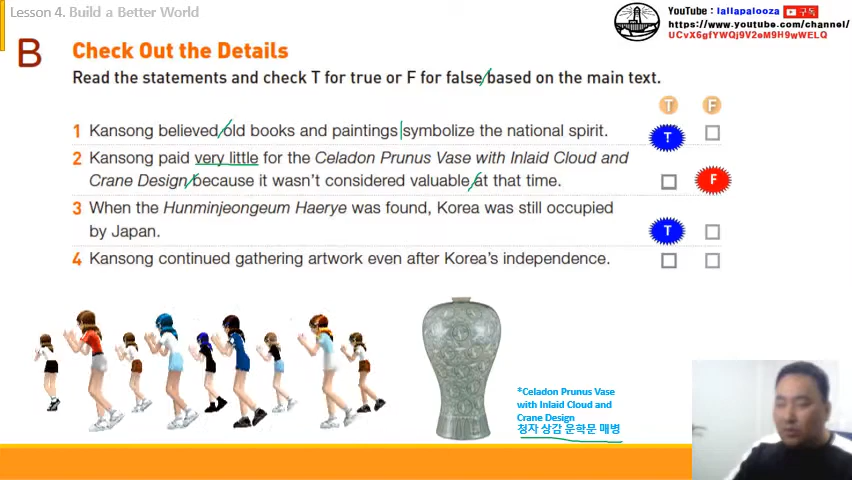 Lesson 4. Build a Better World
YouTube : lallapalooza 구독
https://www.youtube.com/channel/
UCvX6gfYWQj9V2eM9H9wWELQ
B
Check Out the Details
Read the statements and check T for true or F for false based on the main text.
T F
1 Kansong believed old books and paintings symbolize the national spirit.
T
2 Kansong paid very little for the Celadon Prunus Vase with Inlaid Cloud and
Crane Design because it wasn't considered valuable at that time.
F
3 When the Hunminjeongeum Haerye was found, Korea was still occupied
by Japan.
T
4 Kansong continued gathering artwork even after Korea's independence.
*Celadon Prunus Vase
with Inlaid Cloud and
Crane Design
청자 상감 운학문 매병